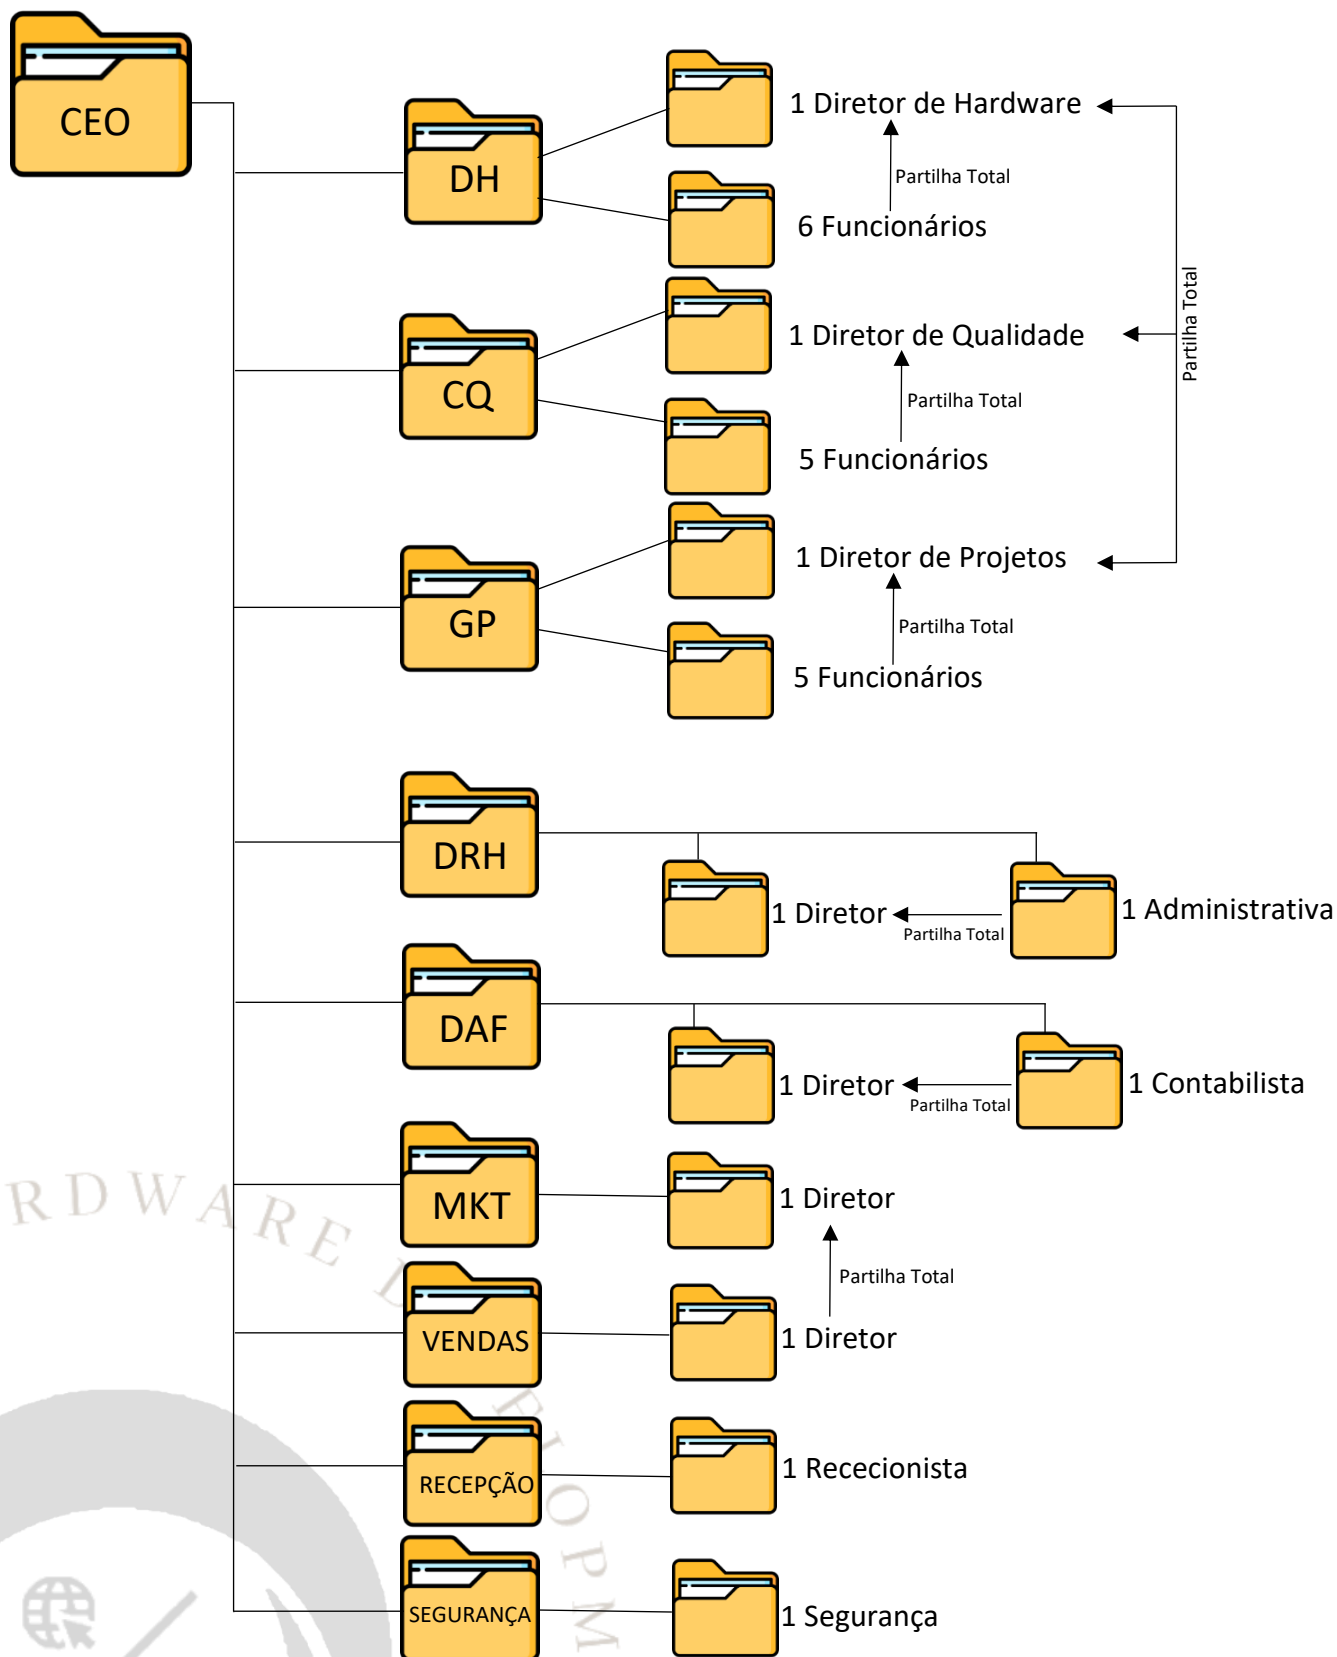 CEO
DH
1 Diretor de Hardware
Partilha Total
6 Funcionários
Partilha Total
CQ
1 Diretor de Qualidade
Partilha Total
5 Funcionários
GP
1 Diretor de Projetos
Partilha Total
5 Funcionários
DRH
1 Diretor
Partilha Total
1 Administrativa
DAF
1 Diretor
Partilha Total
1 Contabilista
MKT
1 Diretor
Partilha Total
VENDAS
1 Diretor
RECEPÇÃO
1 Rececionista
SEGURANÇA
1 Segurança
RDWARE